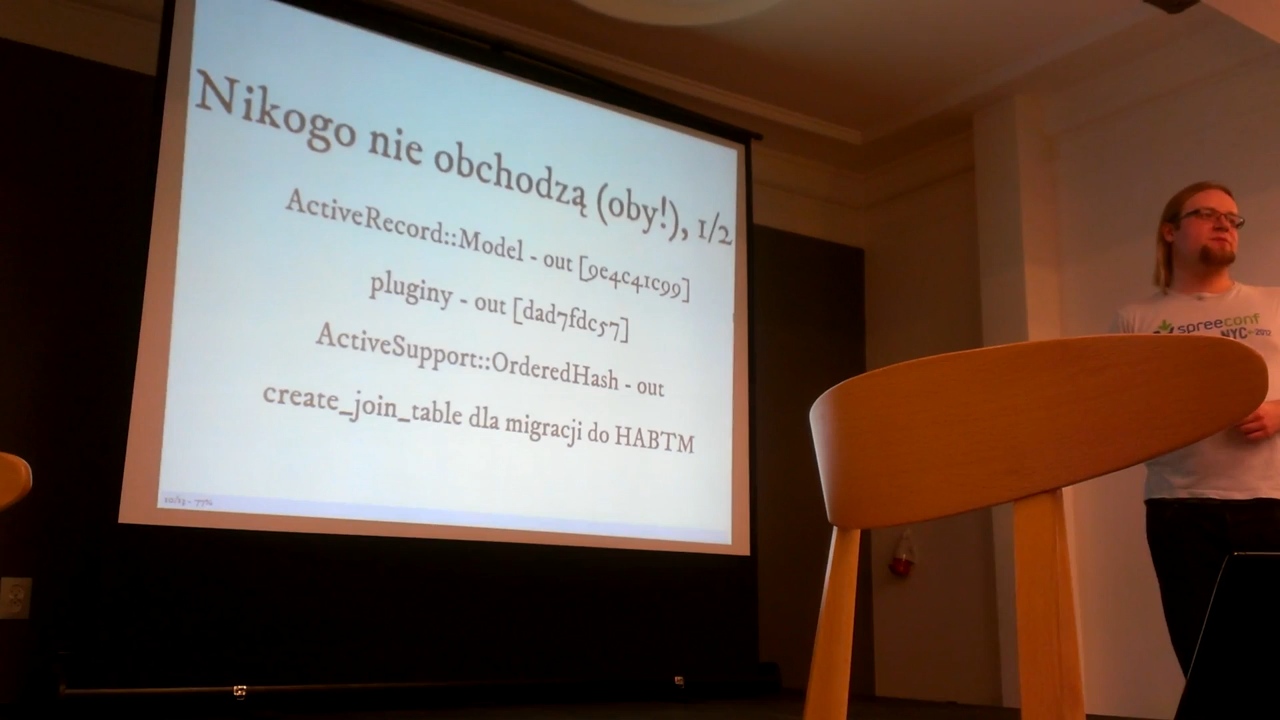 Nikogo nie obchodzą (oby!), 1/2
ActiveRecord::Model - out [9e4c41c99]
pluginy - out [dad7fdc57]
ActiveSupport::OrderedHash - out
create_join_table dla migracji do HABTM
spreeconf
NYC
2012